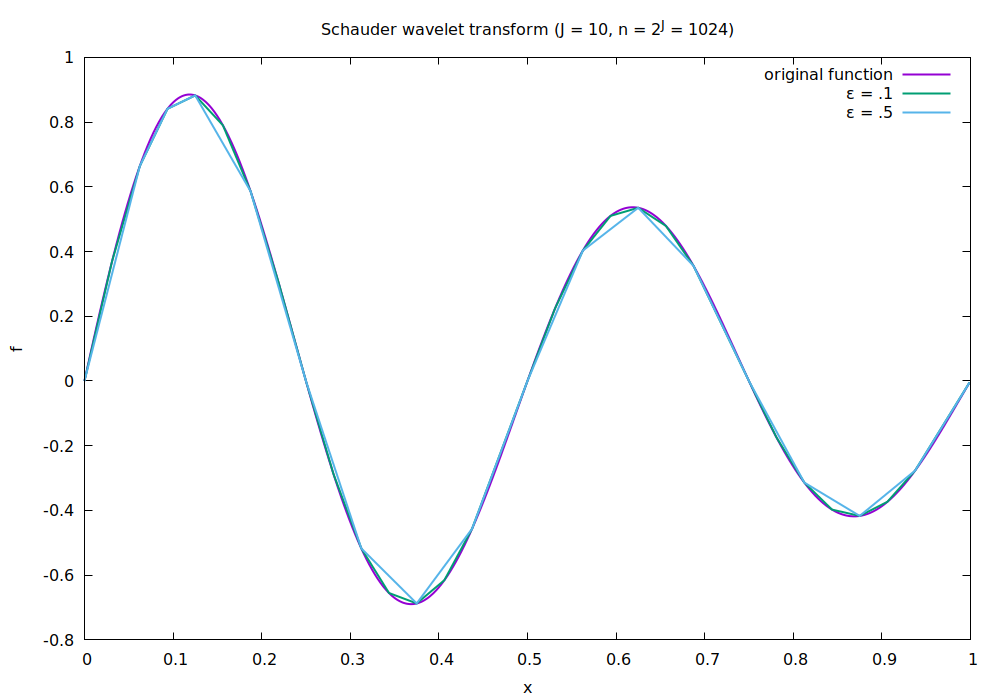 Schauder wavelet transform (J = 10, n = 2^J = 1024)
original function
ε = .1
ε = .5
1
0.8
0.6
0.4
0.2
0
-0.2
-0.4
-0.6
-0.8
f
0 0.1 0.2 0.3 0.4 0.5 0.6 0.7 0.8 0.9 1
x